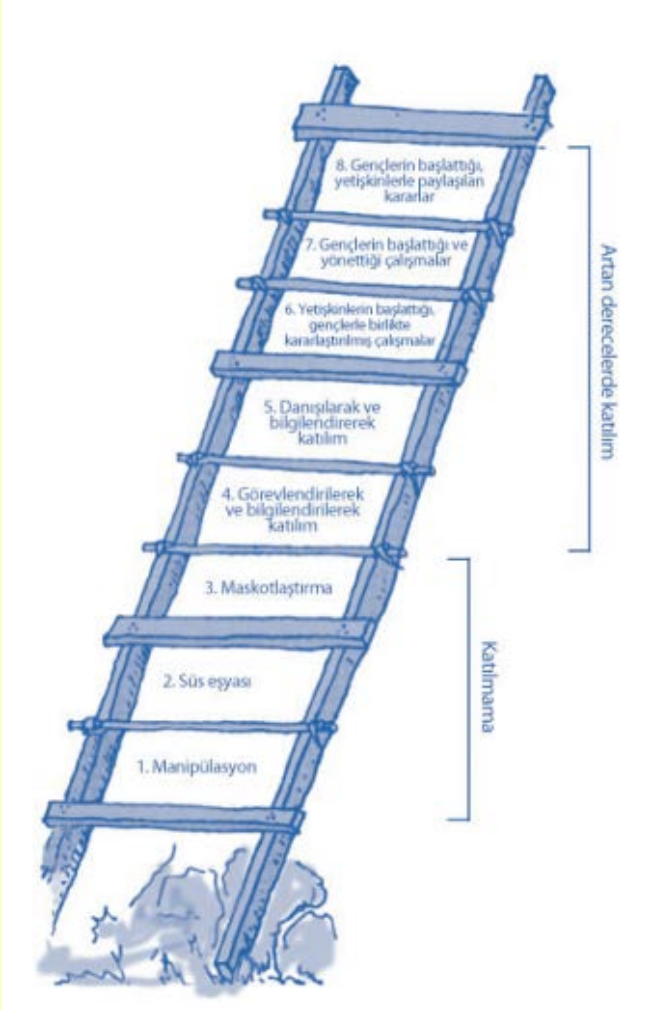 8. Gençlerin başlattığı,
yetişkinlerle paylaşılan
kararlar
7. Gençlerin başlattığı ve
yönettiği çalışmalar
6. Yetişkinlerin başlattığı,
gençlerle birlikte
kararlaştırılmış çalışmalar
5. Danışılarak ve
bilgilendirerek
katılım
4. Görevlendirilerek
ve bilgilendirilerek
katılım
3. Maskotlaştırma
2. Süs eşyası
1. Manipülasyon
Artan derecelerde katılım
Katılmama